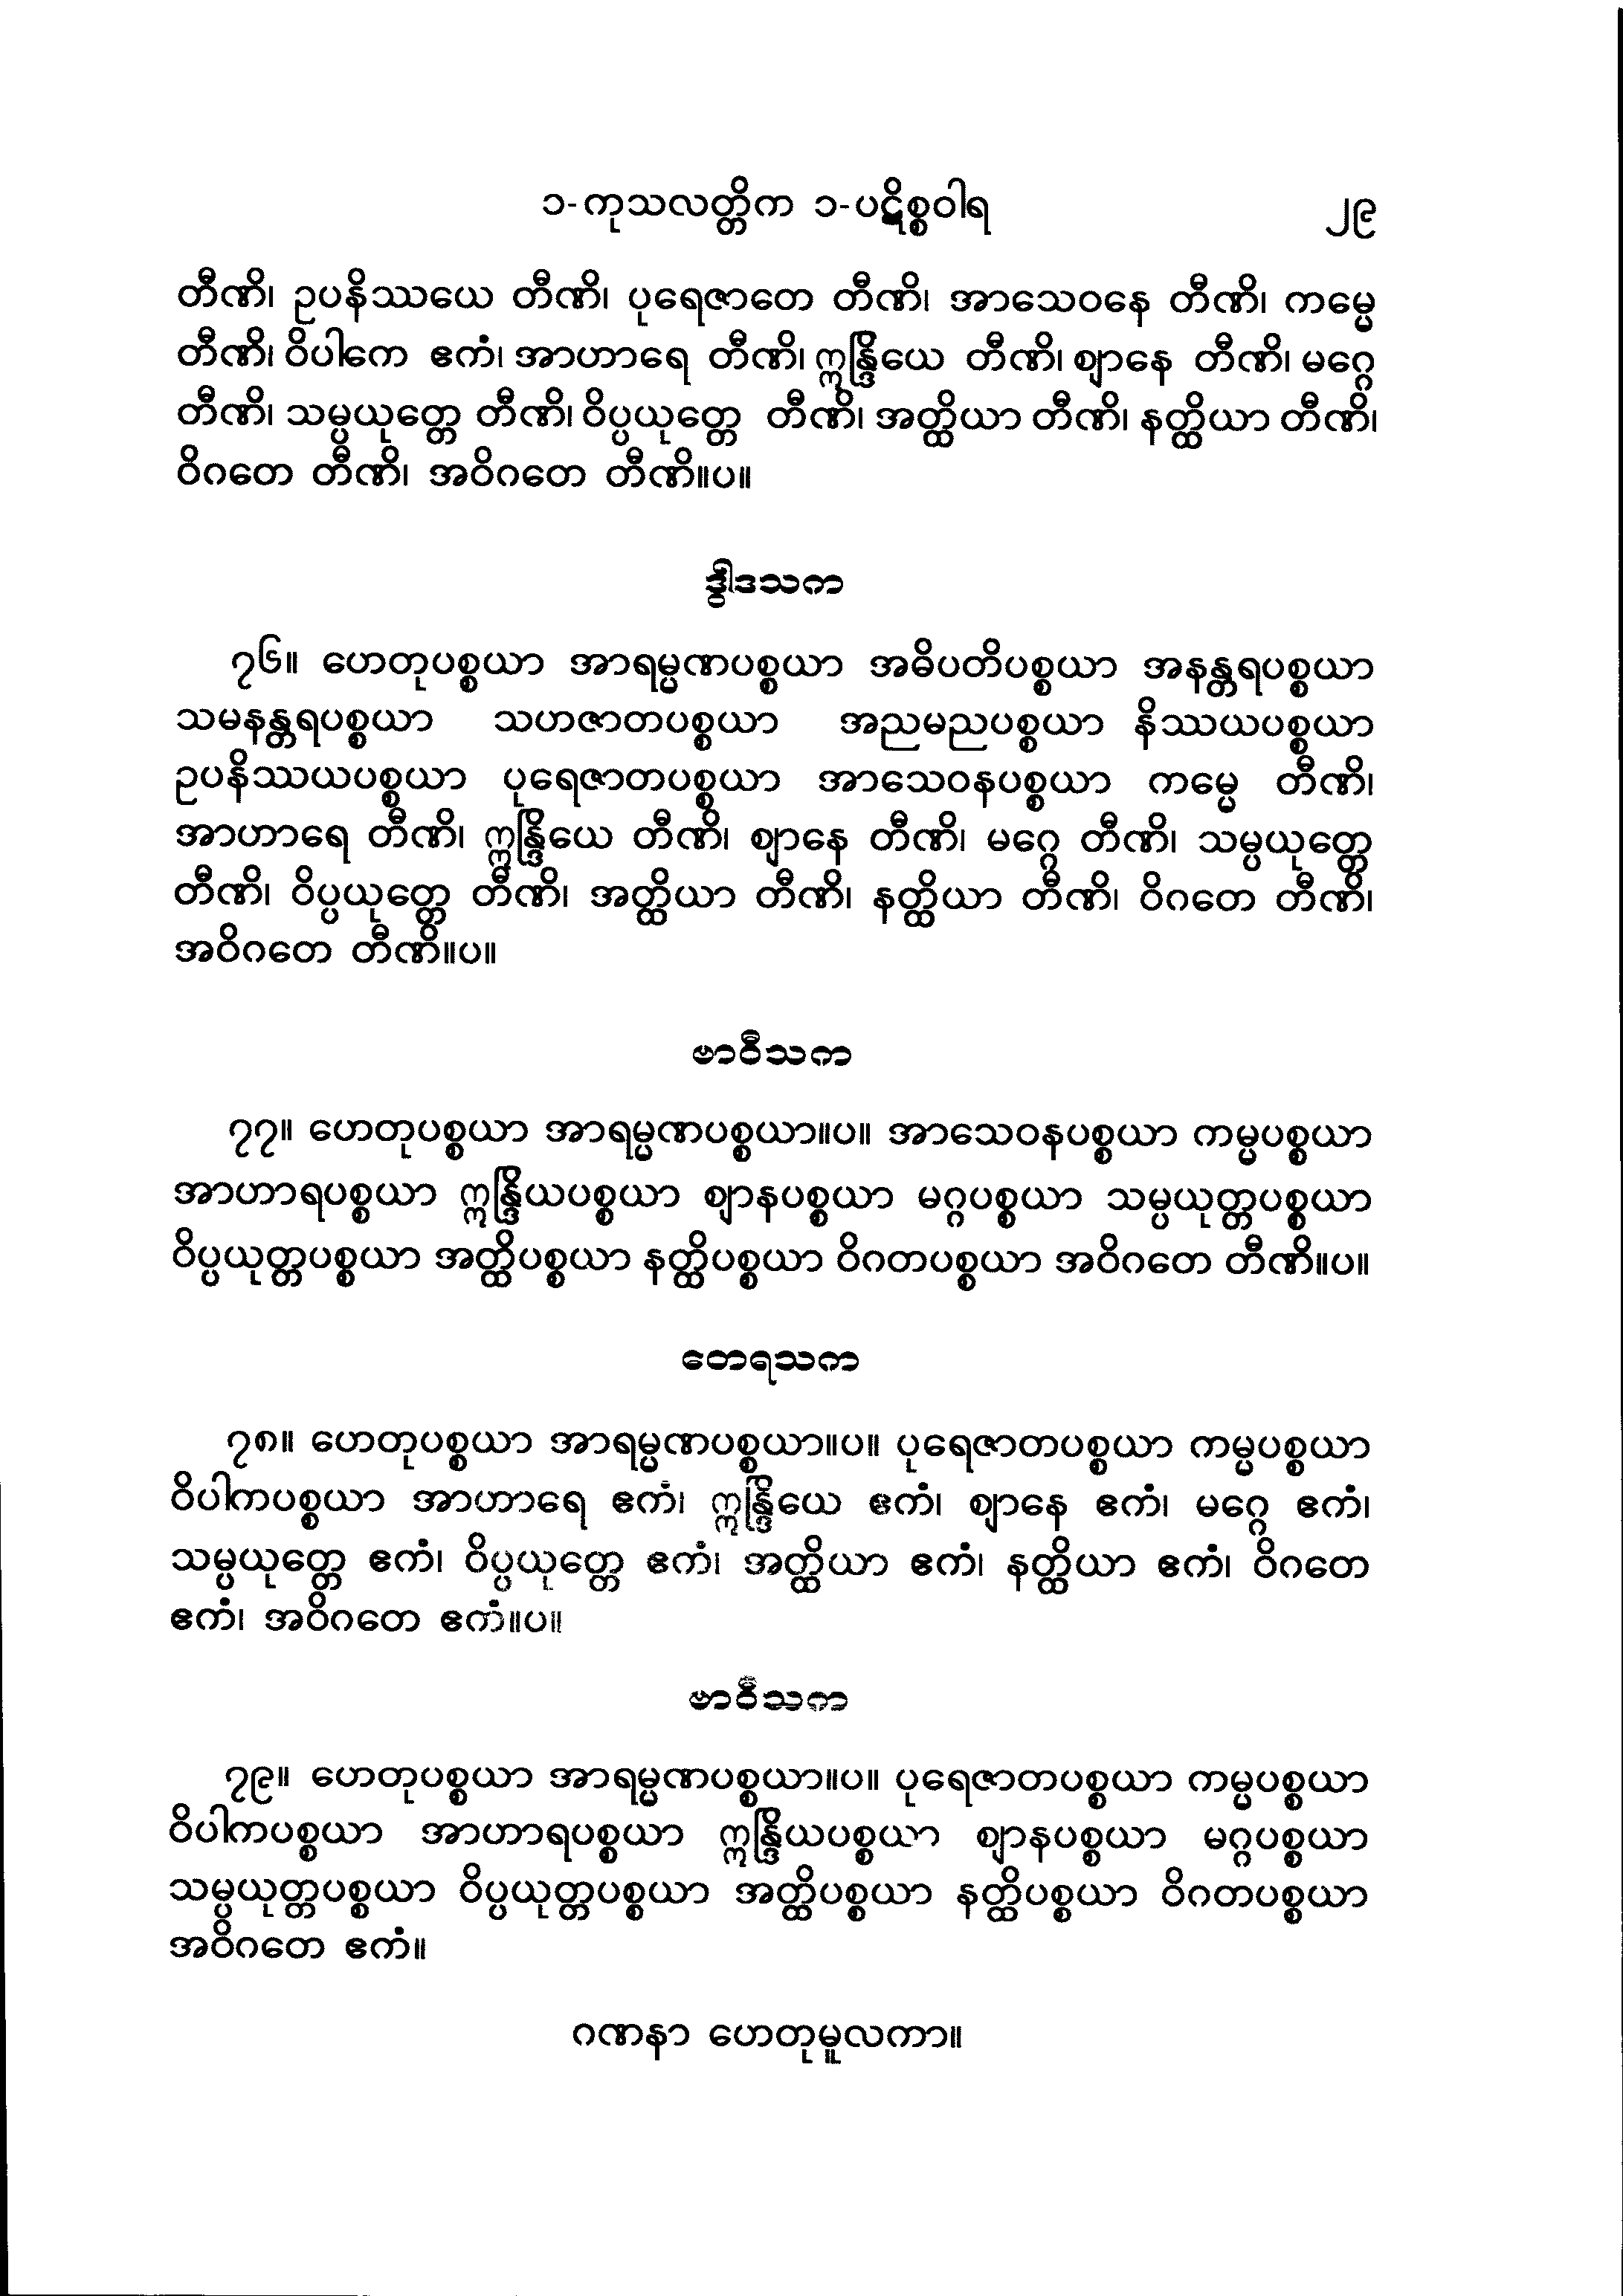 ၁-ကုသလတ္တိက ၁-ပဋိစ္စဝါရ ၂၉
တီဏိ၊ ဥပနိဿယေ တီဏိ၊ ပုရေဇာတေ တီဏိ၊ အာသေဝနေ တီဏိ၊ ကမ္မေ
တီဏိ၊ ဝိပါကေ ဧကံ၊ အာဟာရေ တီဏိ၊ ဣန္ဒြိယေ တီဏိ၊ ဈာနေ တီဏိ၊ မဂ္ဂေ
တီဏိ၊ သမ္ပယုတ္တေ တီဏိ၊ ဝိပ္ပယုတ္တေ တီဏိ၊ အတ္ထိယာ တီဏိ၊ နတ္ထိယာ တီဏိ၊
ဝိဂတေ တီဏိ၊ အဝိဂတေ တီဏိ။ပ။
ဒွါဒသက
၇၆။ ဟေတုပစ္စယာ အာရမ္မဏပစ္စယာ အဓိပတိပစ္စယာ အနန္တရပစ္စယာ
သမနန္တရပစ္စယာ သဟဇာတပစ္စယာ အညမညပစ္စယာ နိဿယပစ္စယာ
ဥပနိဿယပစ္စယာ ပုရေဇာတပစ္စယာ အာသေဝနပစ္စယာ ကမ္မေ တီဏိ၊
အာဟာရေ တီဏိ၊ ဣန္ဒြိယေ တီဏိ၊ ဈာနေ တီဏိ၊ မဂ္ဂေ တီဏိ၊ သမ္ပယုတ္တေ
တီဏိ၊ ဝိပ္ပယုတ္တေ တီဏိ၊ အတ္ထိယာ တီဏိ၊ နတ္ထိယာ တီဏိ၊ ဝိဂတေ တီဏိ၊
အဝိဂတေ တီဏိ။ပ။
ဗာဝီသက
၇၇။ ဟေတုပစ္စယာ အာရမ္မဏပစ္စယာ။ပ။ အာသေဝနပစ္စယာ ကမ္မပစ္စယာ
အာဟာရပစ္စယာ ဣန္ဒြိယပစ္စယာ ဈာနပစ္စယာ မဂ္ဂပစ္စယာ သမ္ပယုတ္တပစ္စယာ
ဝိပ္ပယုတ္တပစ္စယာ အတ္ထိပစ္စယာ နတ္ထိပစ္စယာ ဝိဂတပစ္စယာ အဝိဂတေ တီဏိ။ပ။
တေရသက
၇၈။ ဟေတုပစ္စယာ အာရမ္မဏပစ္စယာ။ပ။ ပုရေဇာတပစ္စယာ ကမ္မပစ္စယာ
ဝိပါကပစ္စယာ အာဟာရေ ဧကံ၊ ဣန္ဒြိယေ ဧကံ၊ ဈာနေ ဧကံ၊ မဂ္ဂေ ဧကံ၊
သမ္ပယုတ္တေ ဧကံ၊ ဝိပ္ပယုတ္တေ ဧကံ၊ အတ္ထိယာ ဧကံ၊ နတ္ထိယာ ဧကံ၊ ဝိဂတေ
ဧကံ၊ အဝိဂတေ ဧကံ။ပ။
ဗာဝီသက
၇၉။ ဟေတုပစ္စယာ အာရမ္မဏပစ္စယာ။ပ။ ပုရေဇာတပစ္စယာ ကမ္မပစ္စယာ
ဝိပါကပစ္စယာ အာဟာရပစ္စယာ ဣန္ဒြိယပစ္စယာ ဈာနပစ္စယာ မဂ္ဂပစ္စယာ
သမ္ပယုတ္တပစ္စယာ ဝိပ္ပယုတ္တပစ္စယာ အတ္ထိပစ္စယာ နတ္ထိပစ္စယာ ဝိဂတပစ္စယာ
အဝိဂတေ ဧကံ။
ဂဏနာ ဟေတုမူလကာ။